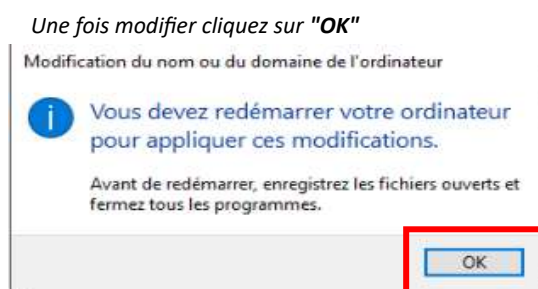 Une fois modifier cliquez sur "OK"
Modification du nom ou du domaine de l'ordinateur
Vous devez redémarrer votre ordinateur
pour appliquer ces modifications.
Avant de redémarrer, enregistrez les fichiers ouverts et
fermez tous les programmes.
OK